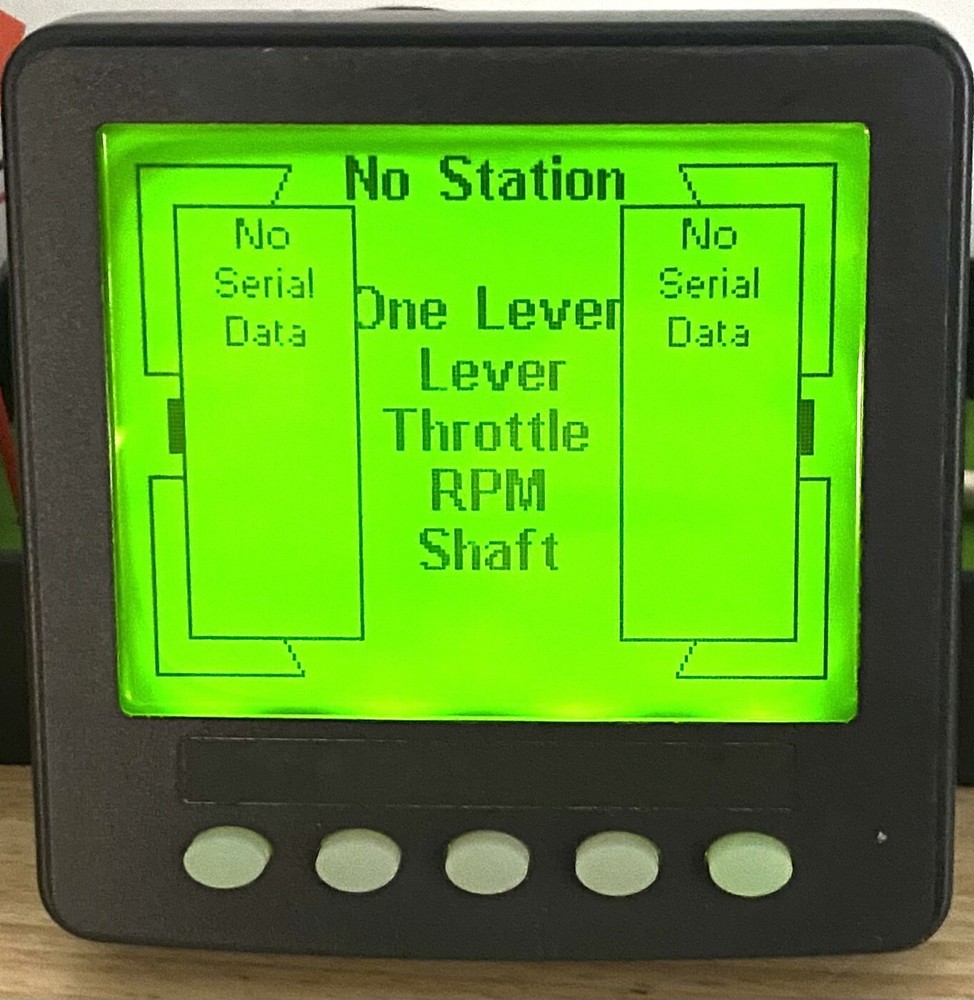 No Station
No
Serial
Data
One Lever
Lever
Throttle
RPM
Shaft
No
Serial
Data